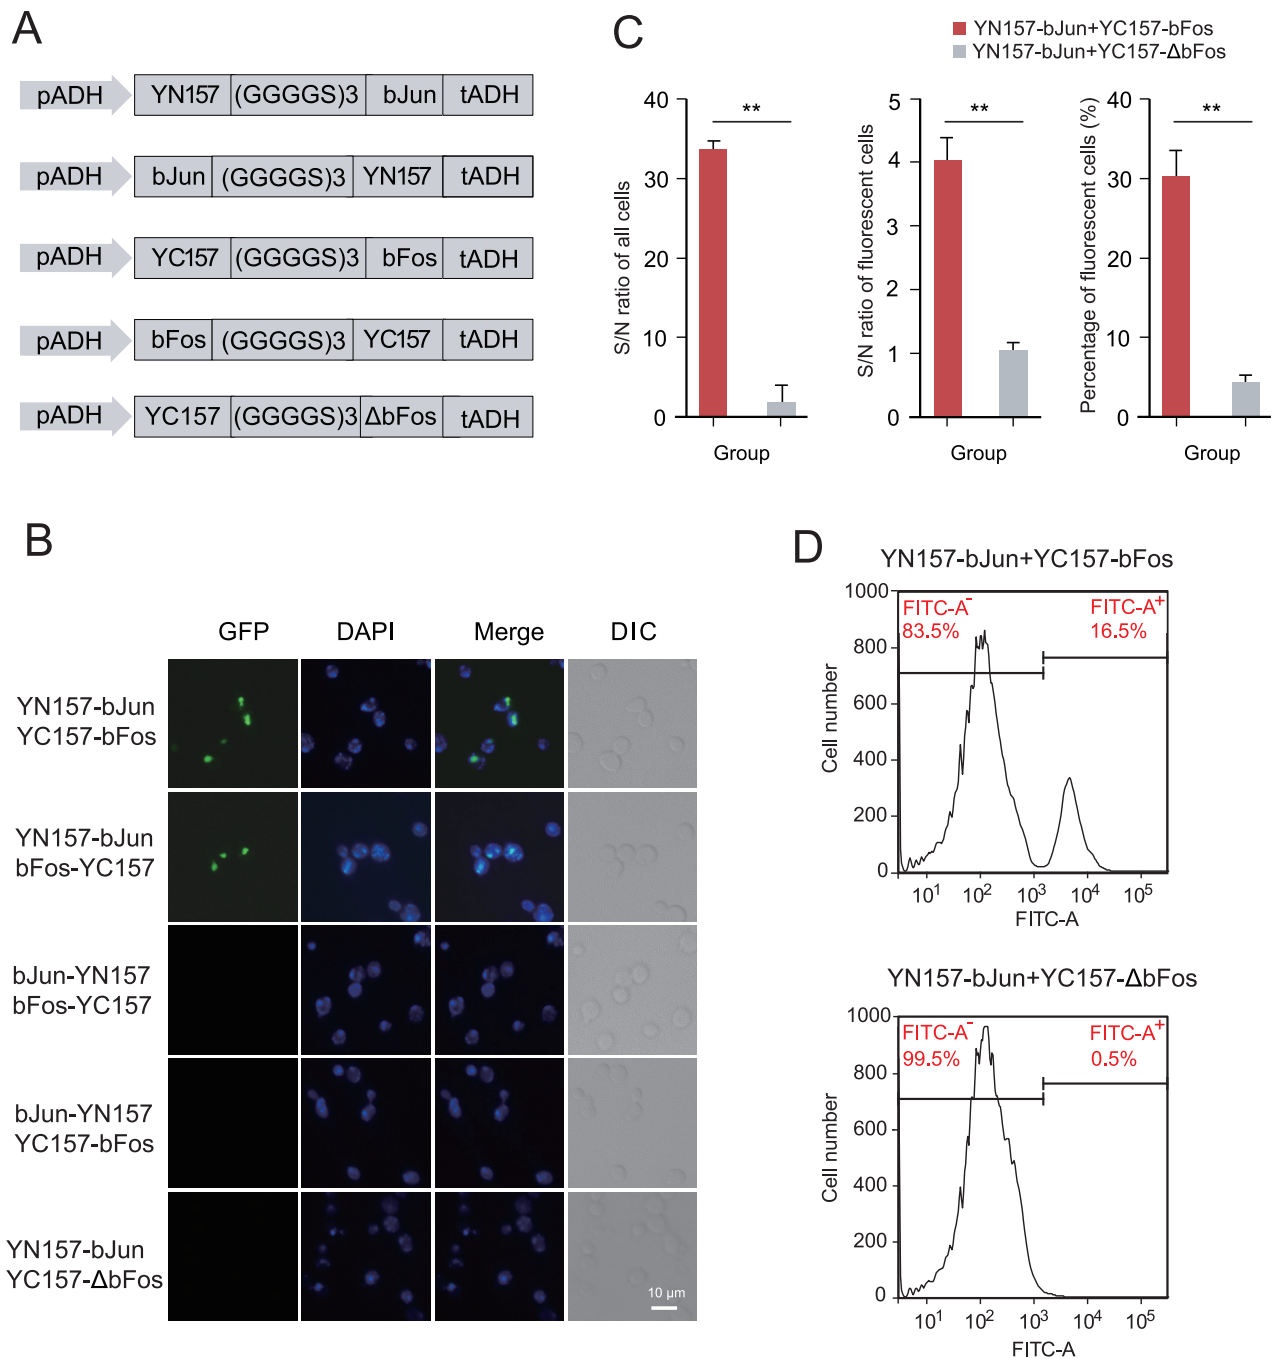 A
pADH YN157 (GGGGS)3 bJun tADH
pADH bJun (GGGGS)3 YN157 tADH
pADH YC157 (GGGGS)3 bFos tADH
pADH bFos (GGGGS)3 YC157 tADH
pADH YC157 (GGGGS)3 ΔbFos tADH
C
YN157-bJun+YC157-bFos
YN157-bJun+YC157-ΔbFos
S/N ratio of all cells
40
30
20
10
0
**
Group
S/N ratio of fluorescent cells
5
4
3
2
1
0
**
Group
Percentage of fluorescent cells (%)
40
30
20
10
0
**
Group
B
GFP DAPI Merge DIC
YN157-bJun
YC157-bFos
YN157-bJun
bFos-YC157
bJun-YN157
bFos-YC157
bJun-YN157
YC157-bFos
YN157-bJun
YC157-ΔbFos
10 μm
D
YN157-bJun+YC157-bFos
Cell number
1000
800
600
400
200
0
FITC-A⁻
83.5%
FITC-A⁺
16.5%
10¹ 10² 10³ 10⁴ 10⁵
FITC-A
YN157-bJun+YC157-ΔbFos
Cell number
1000
800
600
400
200
0
FITC-A⁻
99.5%
FITC-A⁺
0.5%
10¹ 10² 10³ 10⁴ 10⁵
FITC-A